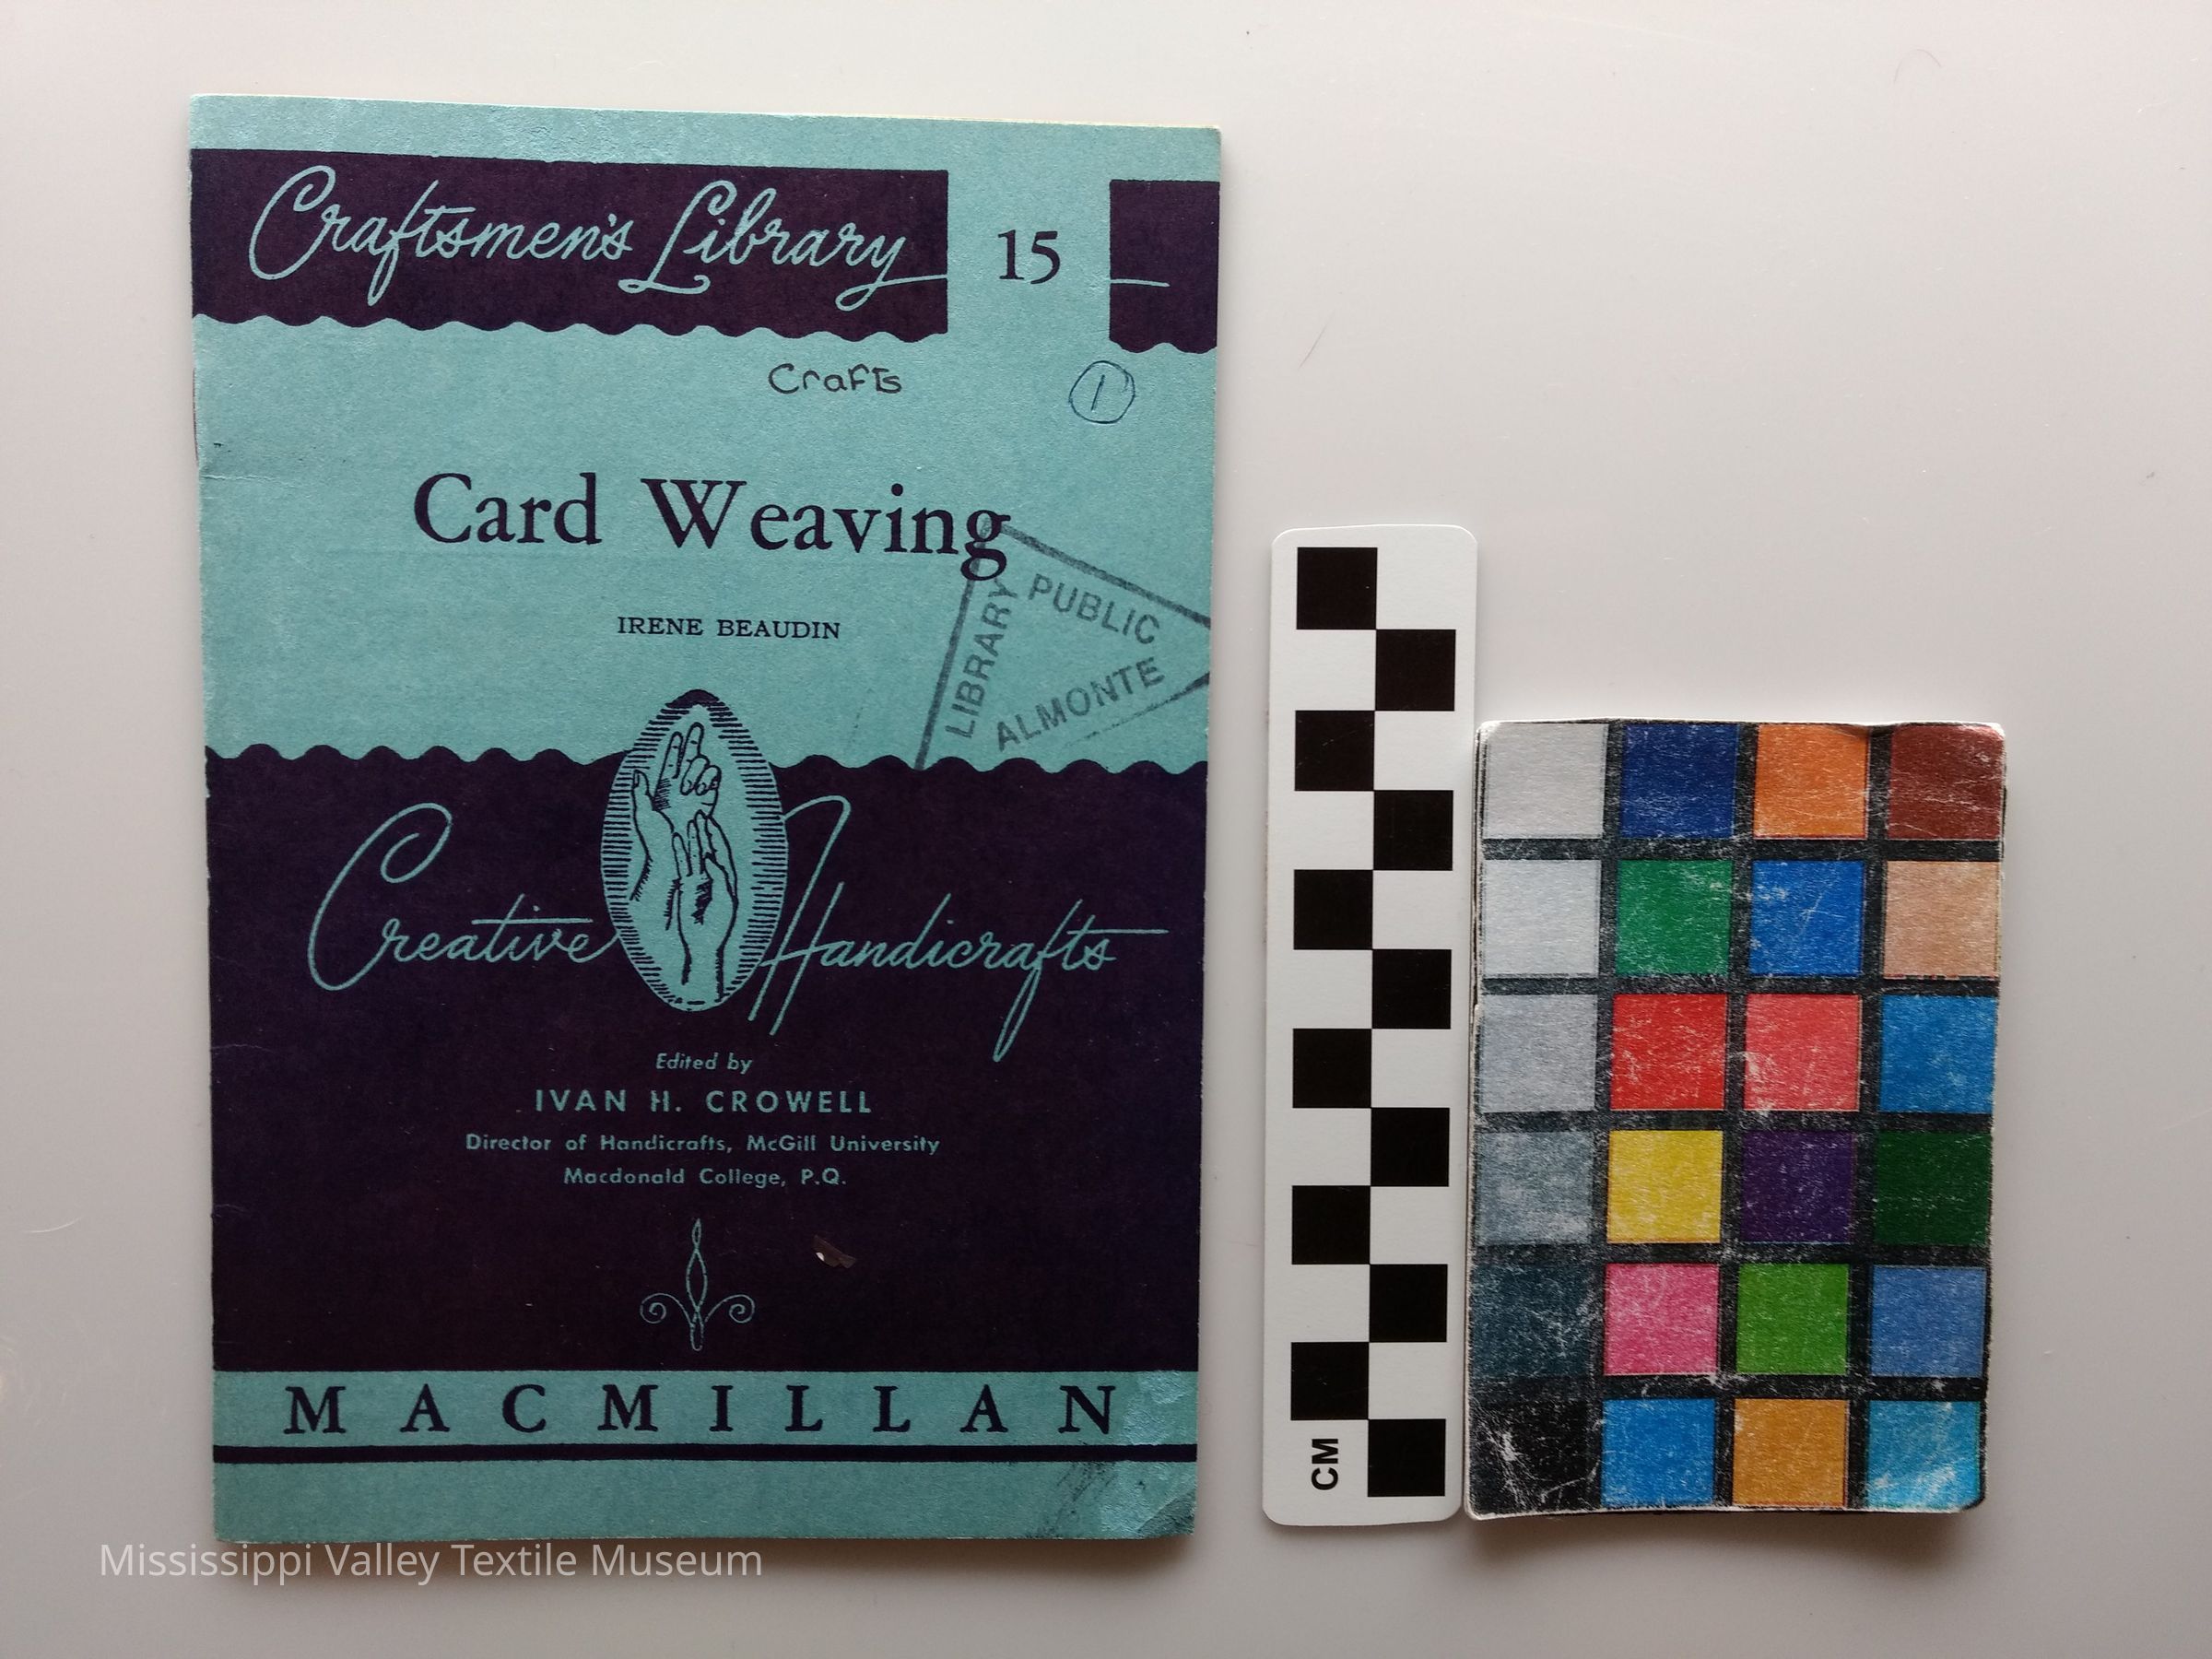 Craftsmen's Library 15
Crafts
1
Card Weaving
IRENE BEAUDIN
LIBRARY
PUBLIC
ALMONTE
Creative Handicrafts
Edited by
IVAN H. CROWELL
Director of Handicrafts, McGill University
Macdonald College, P.Q.
MACMILLAN
CM
Mississippi Valley Textile Museum